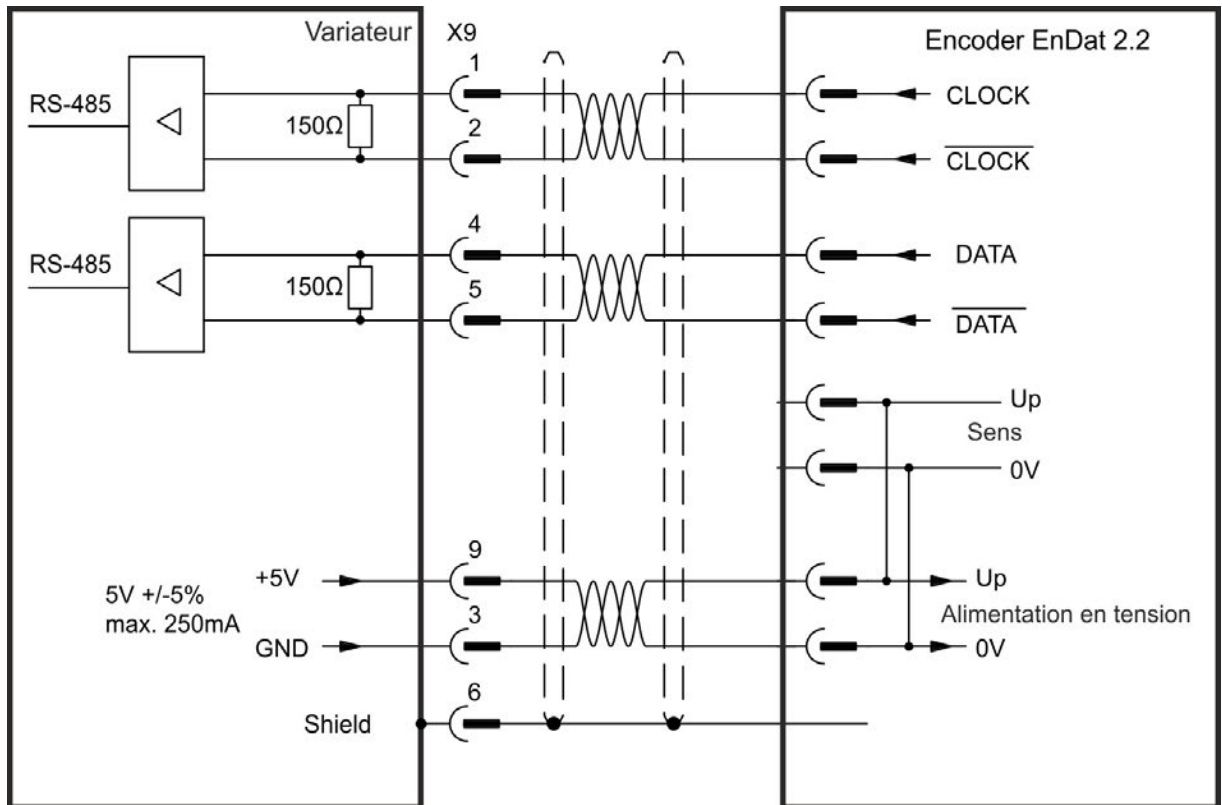 Variateur
X9
Encoder EnDat 2.2
1
CLOCK
RS-485
150Ω
2
CLOCK
4
DATA
RS-485
150Ω
5
DATA
Up
Sens
0V
9
+5V
Up
5V +/-5%
max. 250mA
Alimentation en tension
3
GND
0V
6
Shield